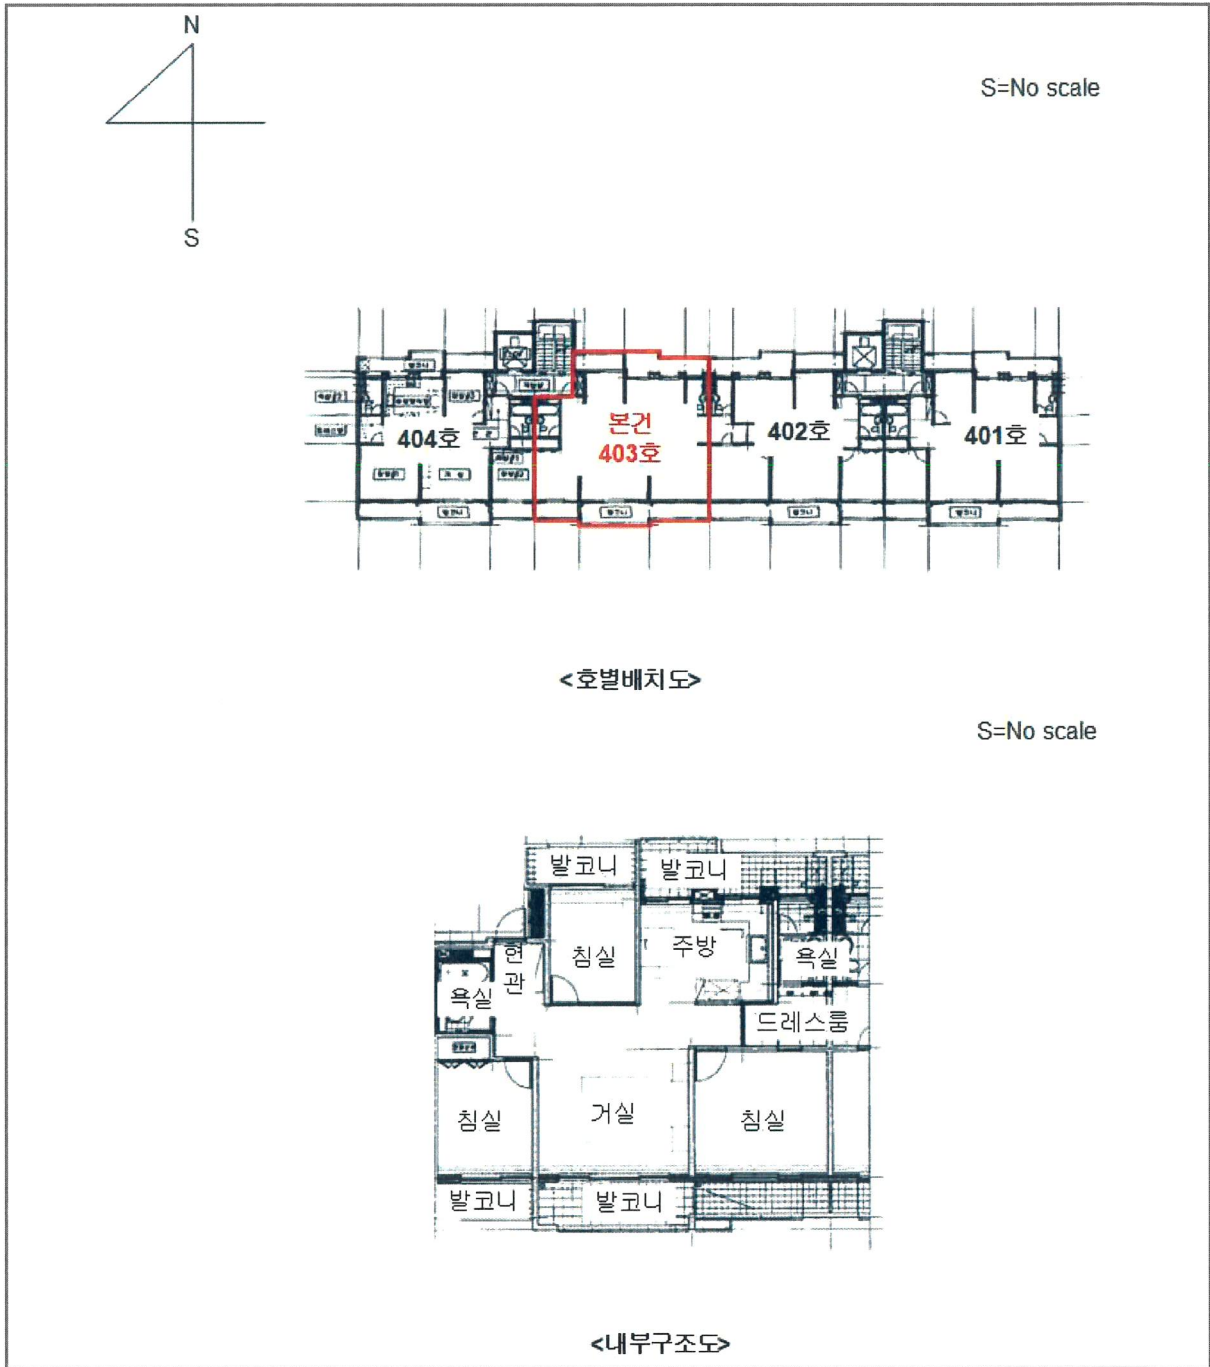 N
S=No scale
S
404호
본건
403호
402호
401호
<호별배치도>
S=No scale
발코니
발코니
현관
침실
주방
욕실
욕실
드레스룸
침실
거실
침실
발코니
발코니
<내부구조도>